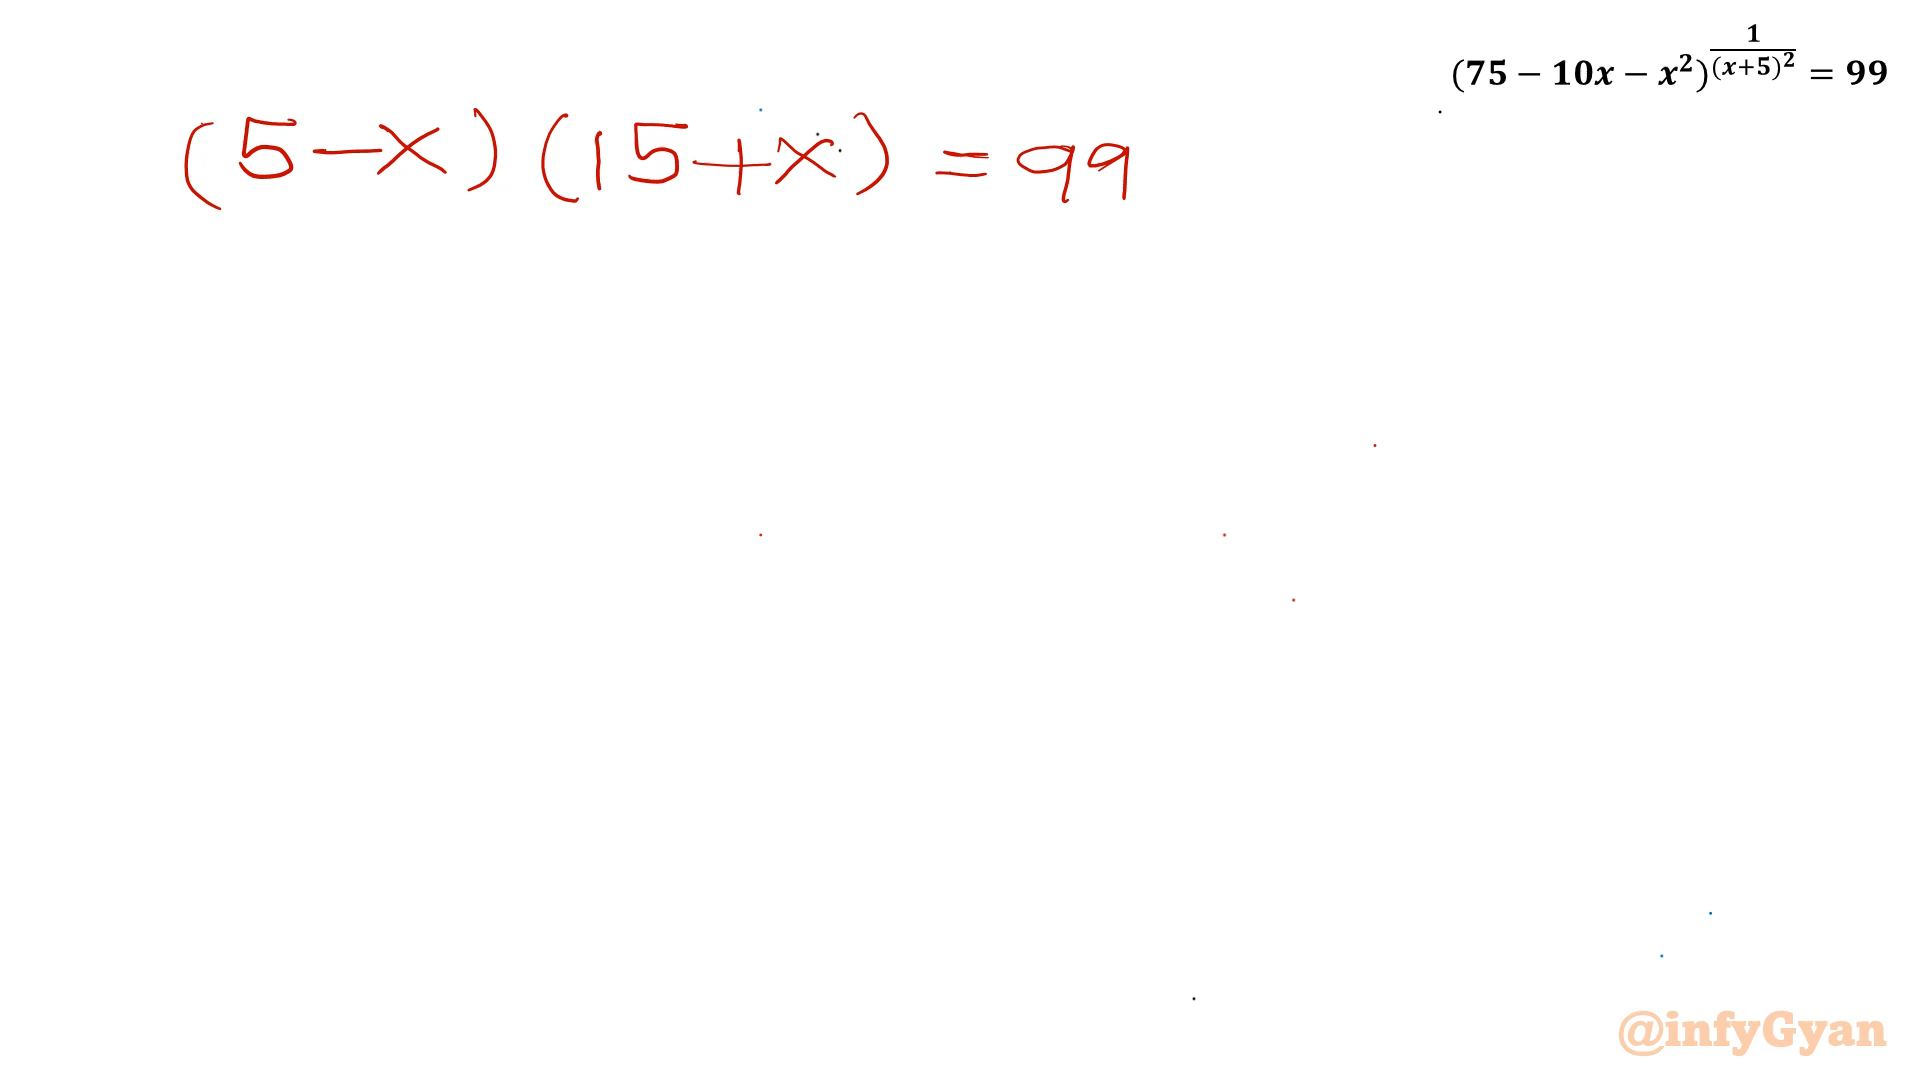 (75 − 10x − x²)^(1/(x+5)²) = 99
(5−x)(15+x) = 99
@infyGyan